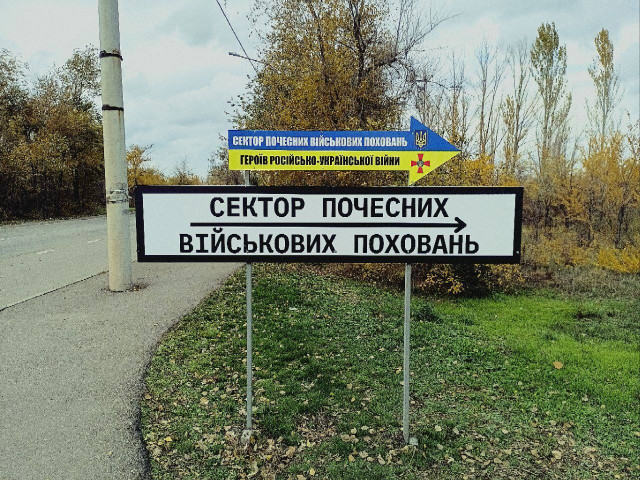 СЕКТОР ПОЧЕСНИХ ВІЙСЬКОВИХ ПОХОВАНЬ
ГЕРОЇВ РОСІЙСЬКО-УКРАЇНСЬКОЇ ВІЙНИ
СЕКТОР ПОЧЕСНИХ
ВІЙСЬКОВИХ ПОХОВАНЬ